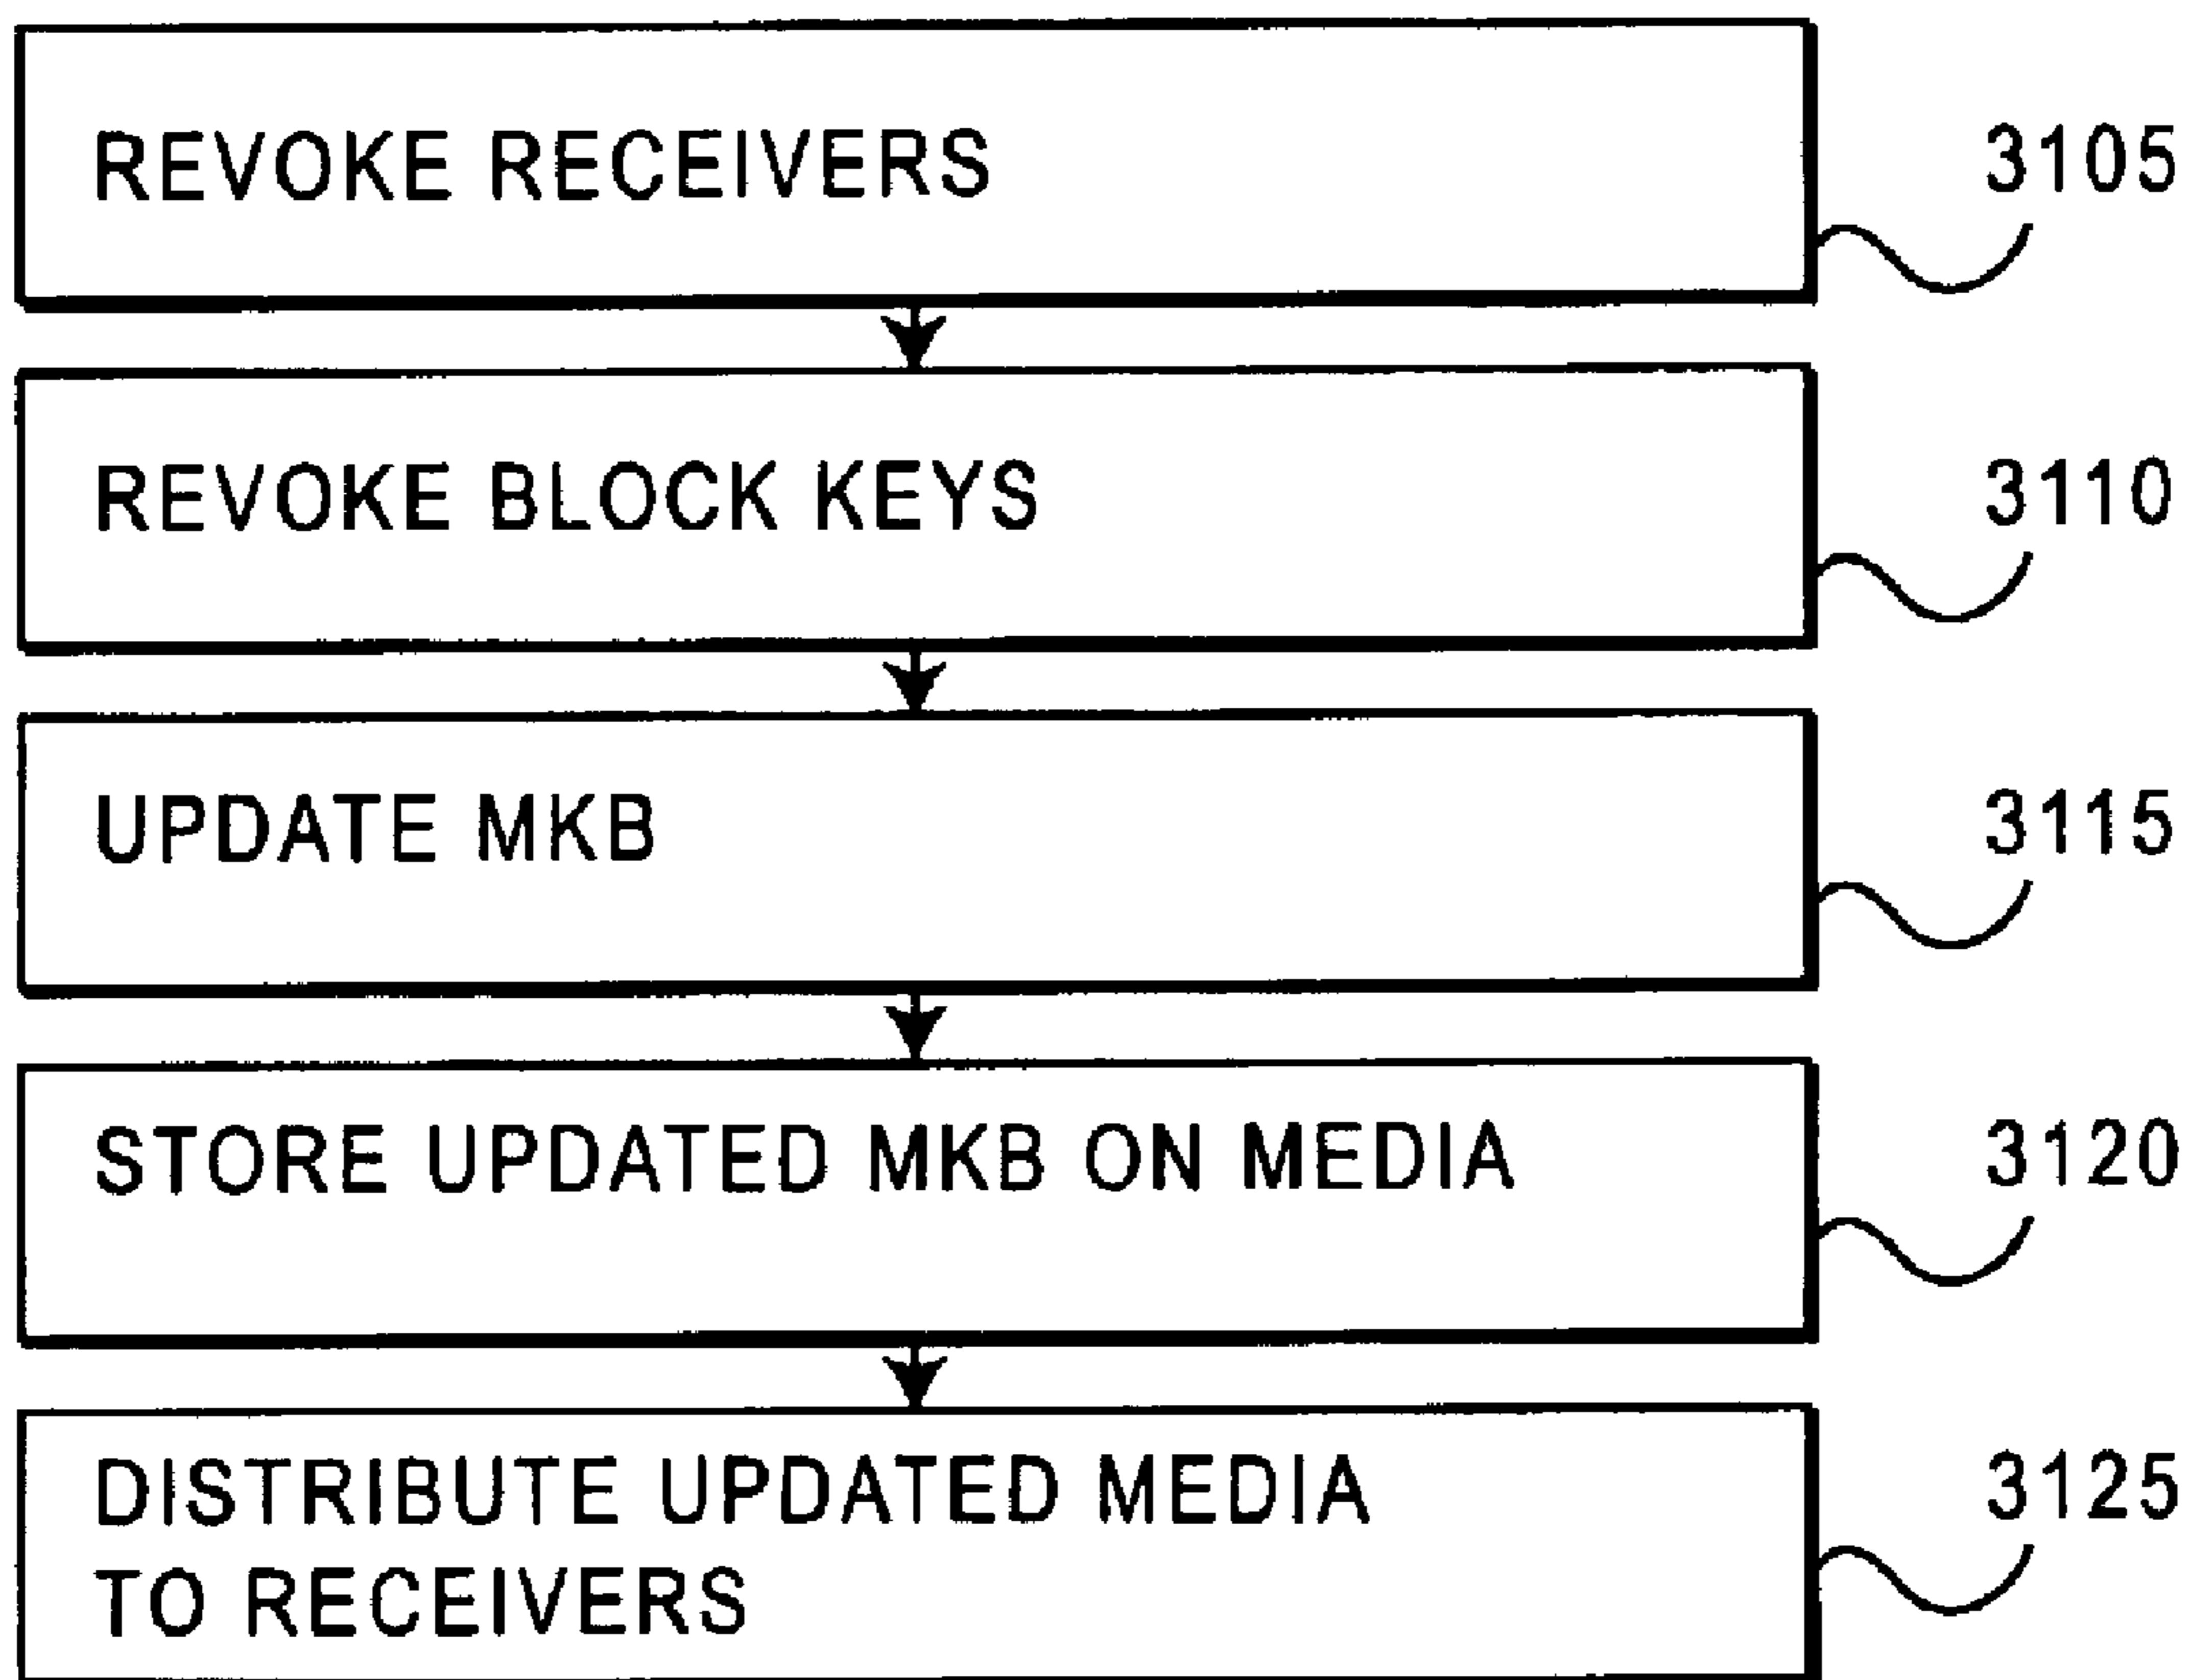 REVOKE RECEIVERS
3105
REVOKE BLOCK KEYS
3110
UPDATE MKB
3115
STORE UPDATED MKB ON MEDIA
3120
DISTRIBUTE UPDATED MEDIA
3125
TO RECEIVERS